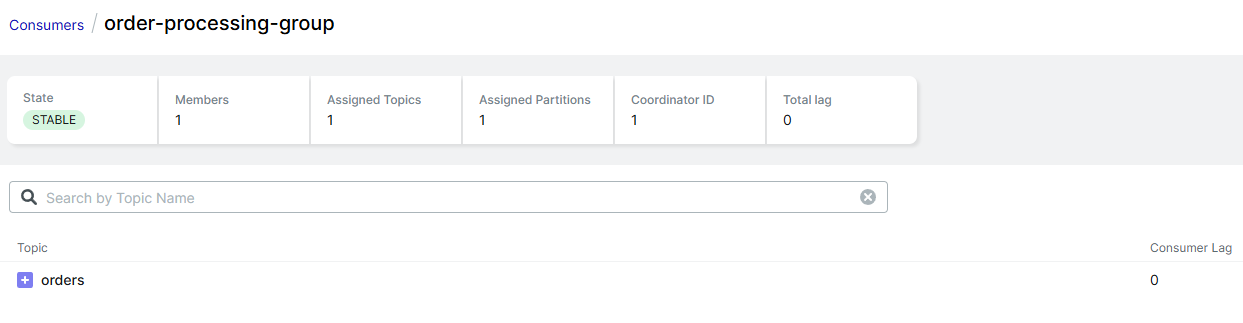 Consumers / order-processing-group
State
STABLE
Members
1
Assigned Topics
1
Assigned Partitions
1
Coordinator ID
1
Total lag
0
Search by Topic Name
Topic Consumer Lag
orders 0